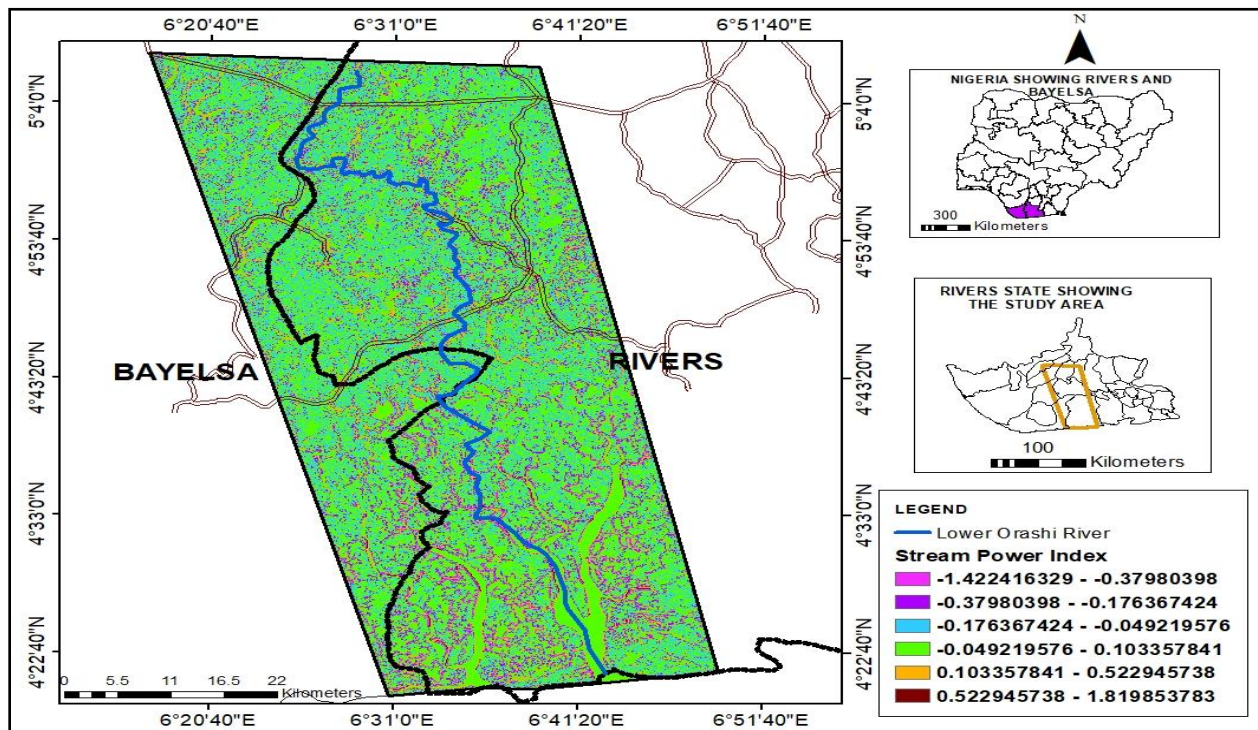 6°20'40"E 6°31'0"E 6°41'20"E 6°51'40"E
N
5°4'0"N
4°53'40"N
4°43'20"N
4°33'0"N
4°22'40"N
BAYELSA
RIVERS
5°4'0"N
4°53'40"N
4°43'20"N
4°33'0"N
4°22'40"N
0 5.5 11 16.5 22
Kilometers
6°20'40"E 6°31'0"E 6°41'20"E 6°51'40"E
NIGERIA SHOWING RIVERS AND
BAYELSA
300
Kilometers
RIVERS STATE SHOWING
THE STUDY AREA
100
Kilometers
LEGEND
Lower Orashi River
Stream Power Index
-1.422416329 - -0.37980398
-0.37980398 - -0.176367424
-0.176367424 - -0.049219576
-0.049219576 - 0.103357841
0.103357841 - 0.522945738
0.522945738 - 1.819853783